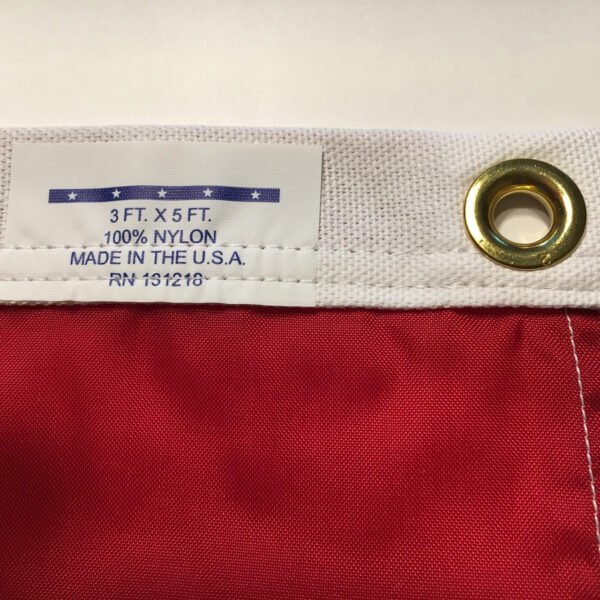 3 FT. X 5 FT.
100% NYLON
MADE IN THE U.S.A.
RN 131218